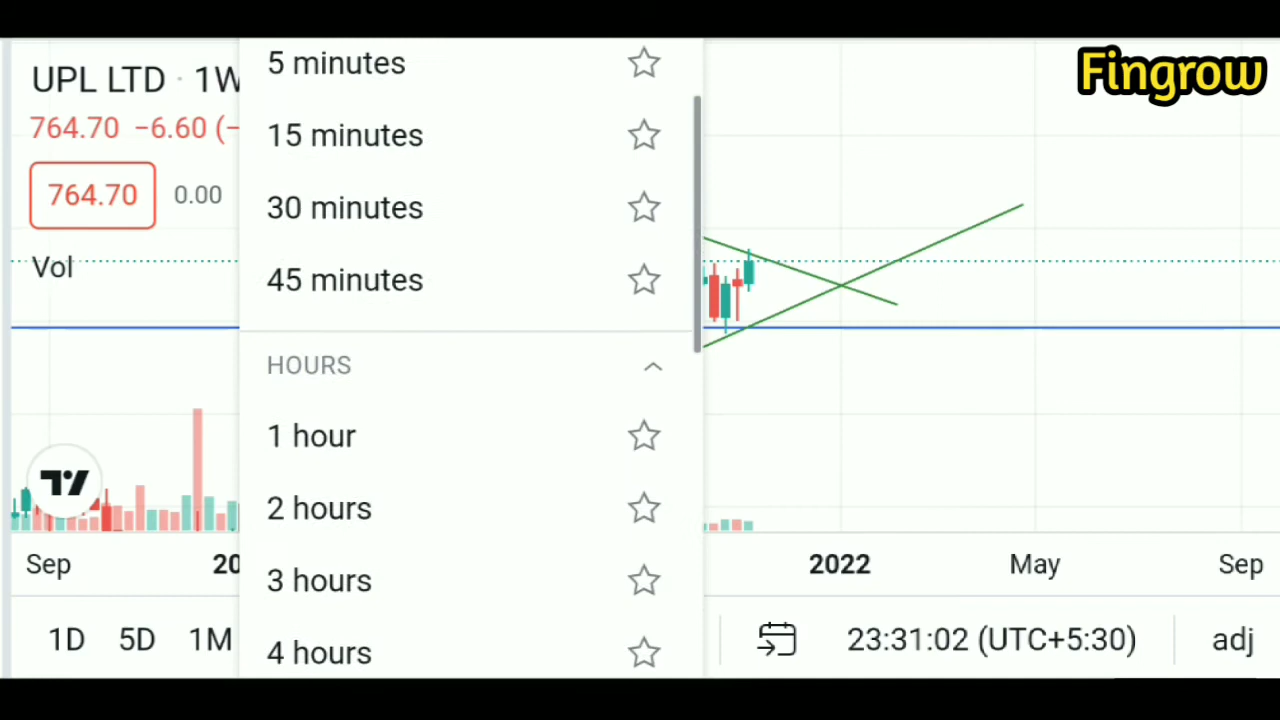 Fingrow
UPL LTD · 1W
764.70 −6.60 (−
764.70 0.00
Vol
5 minutes
15 minutes
30 minutes
45 minutes
HOURS
1 hour
2 hours
3 hours
4 hours
Sep 20 2022 May Sep
1D 5D 1M 23:31:02 (UTC+5:30) adj